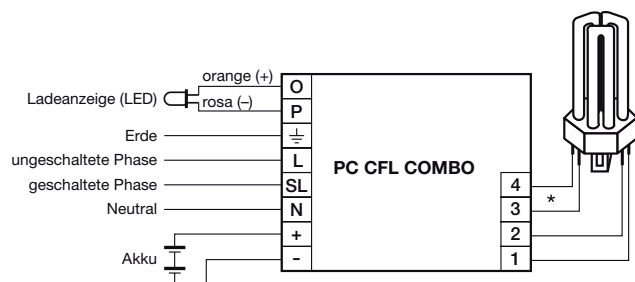 orange (+)
Ladeanzeige (LED)
rosa (–)
Erde
ungeschaltete Phase
geschaltete Phase
Neutral
Akku
O
P
⏚
L
SL
N
+
-
PC CFL COMBO
4
3
2
1
*